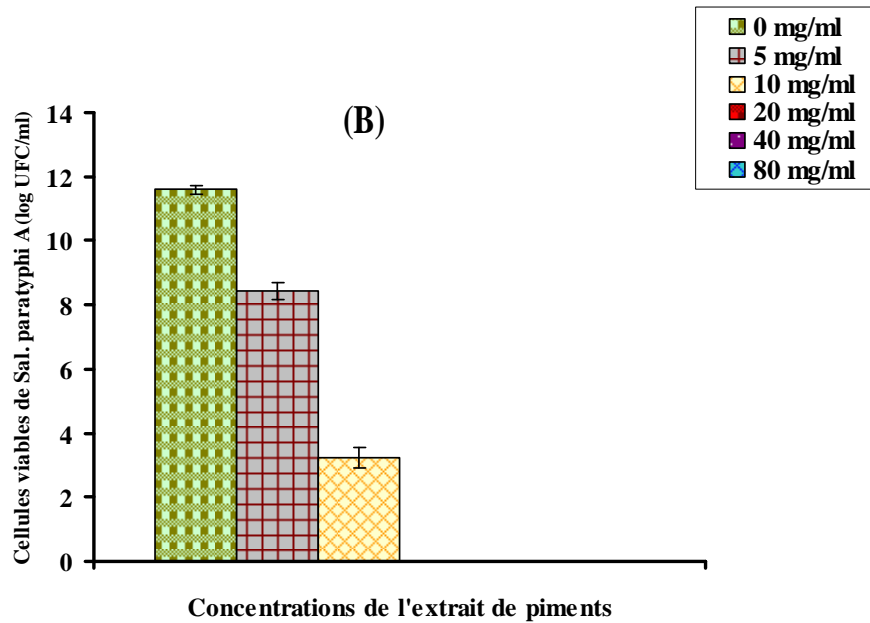 0 mg/ml
5 mg/ml
10 mg/ml
20 mg/ml
40 mg/ml
80 mg/ml
(B)
Cellules viables de Sal. paratyphi A (log UFC/ml)
14
12
10
8
6
4
2
0
Concentrations de l'extrait de piments